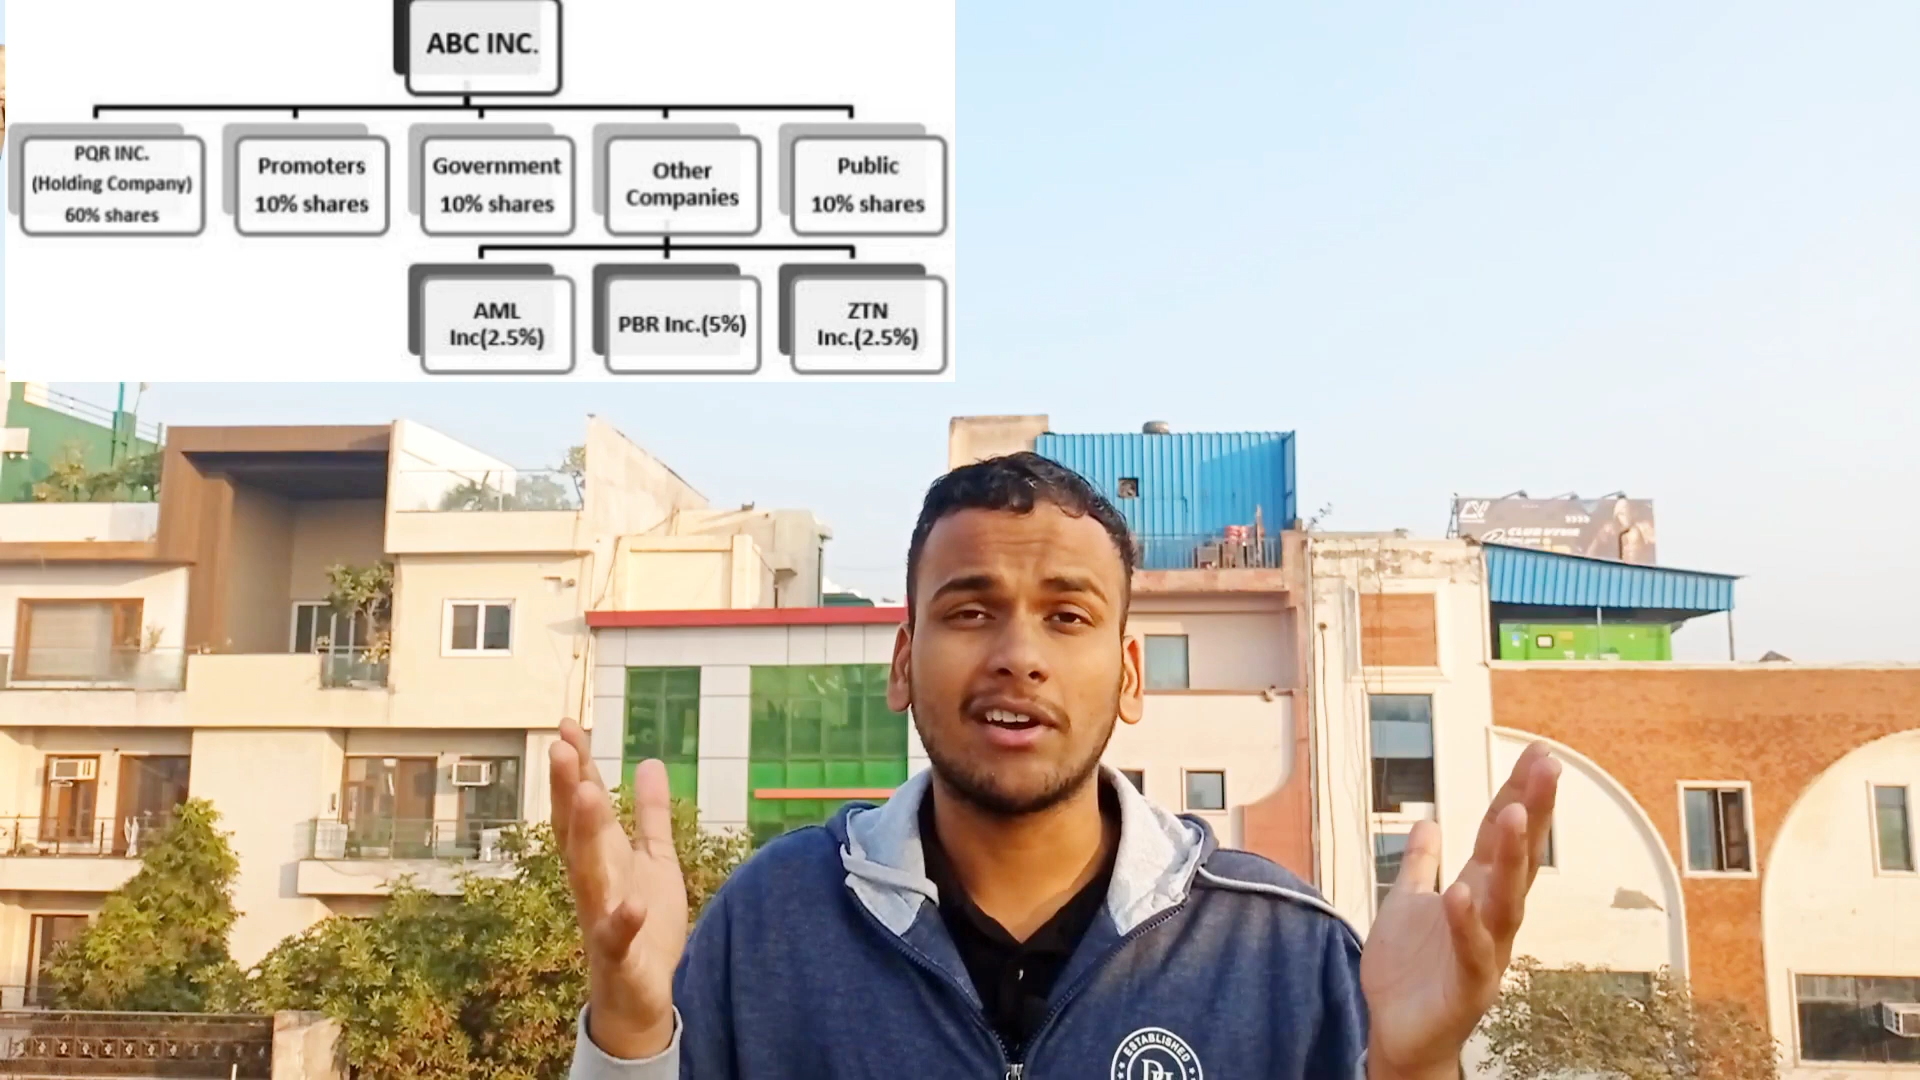 ABC INC.
PQR INC.
(Holding Company)
60% shares
Promoters
10% shares
Government
10% shares
Other
Companies
Public
10% shares
AML
Inc(2.5%)
PBR Inc.(5%)
ZTN
Inc.(2.5%)
ESTABLISHED